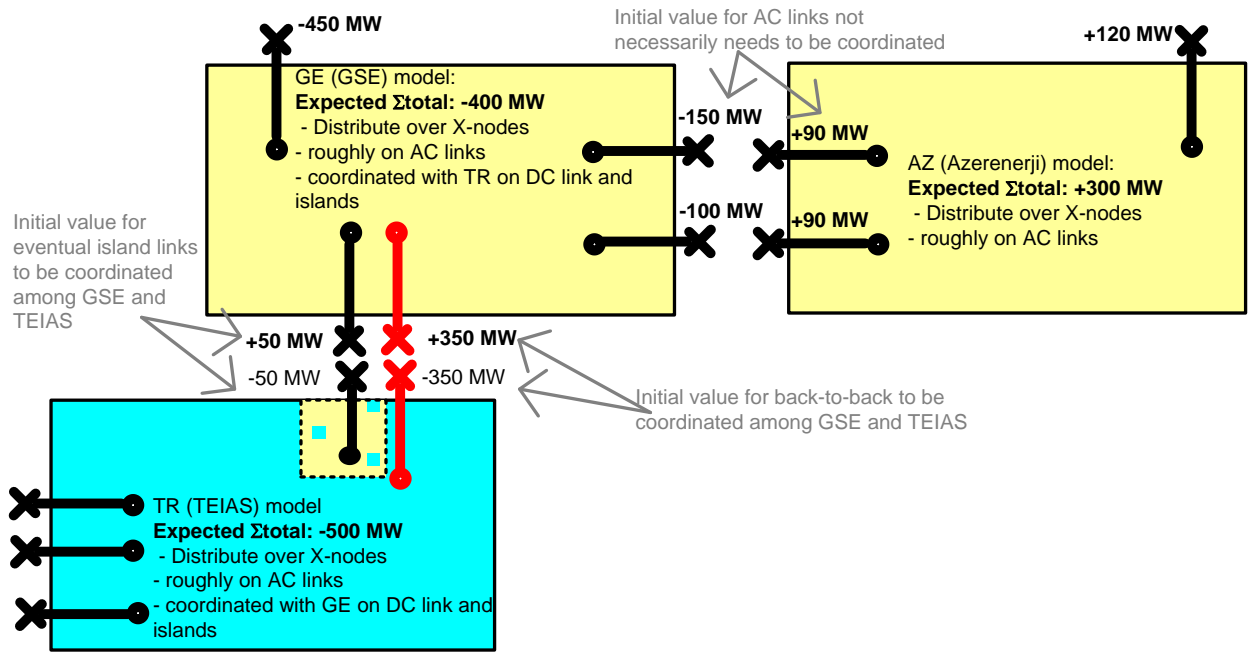 -450 MW
Initial value for AC links not
necessarily needs to be coordinated
+120 MW
GE (GSE) model:
Expected Σtotal: -400 MW
- Distribute over X-nodes
- roughly on AC links
- coordinated with TR on DC link and
islands
-150 MW
+90 MW
-100 MW
+90 MW
AZ (Azerenerji) model:
Expected Σtotal: +300 MW
- Distribute over X-nodes
- roughly on AC links
Initial value for
eventual island links
to be coordinated
among GSE and
TEIAS
+50 MW
+350 MW
-50 MW
-350 MW
Initial value for back-to-back to be
coordinated among GSE and TEIAS
TR (TEIAS) model
Expected Σtotal: -500 MW
- Distribute over X-nodes
- roughly on AC links
- coordinated with GE on DC link and
islands